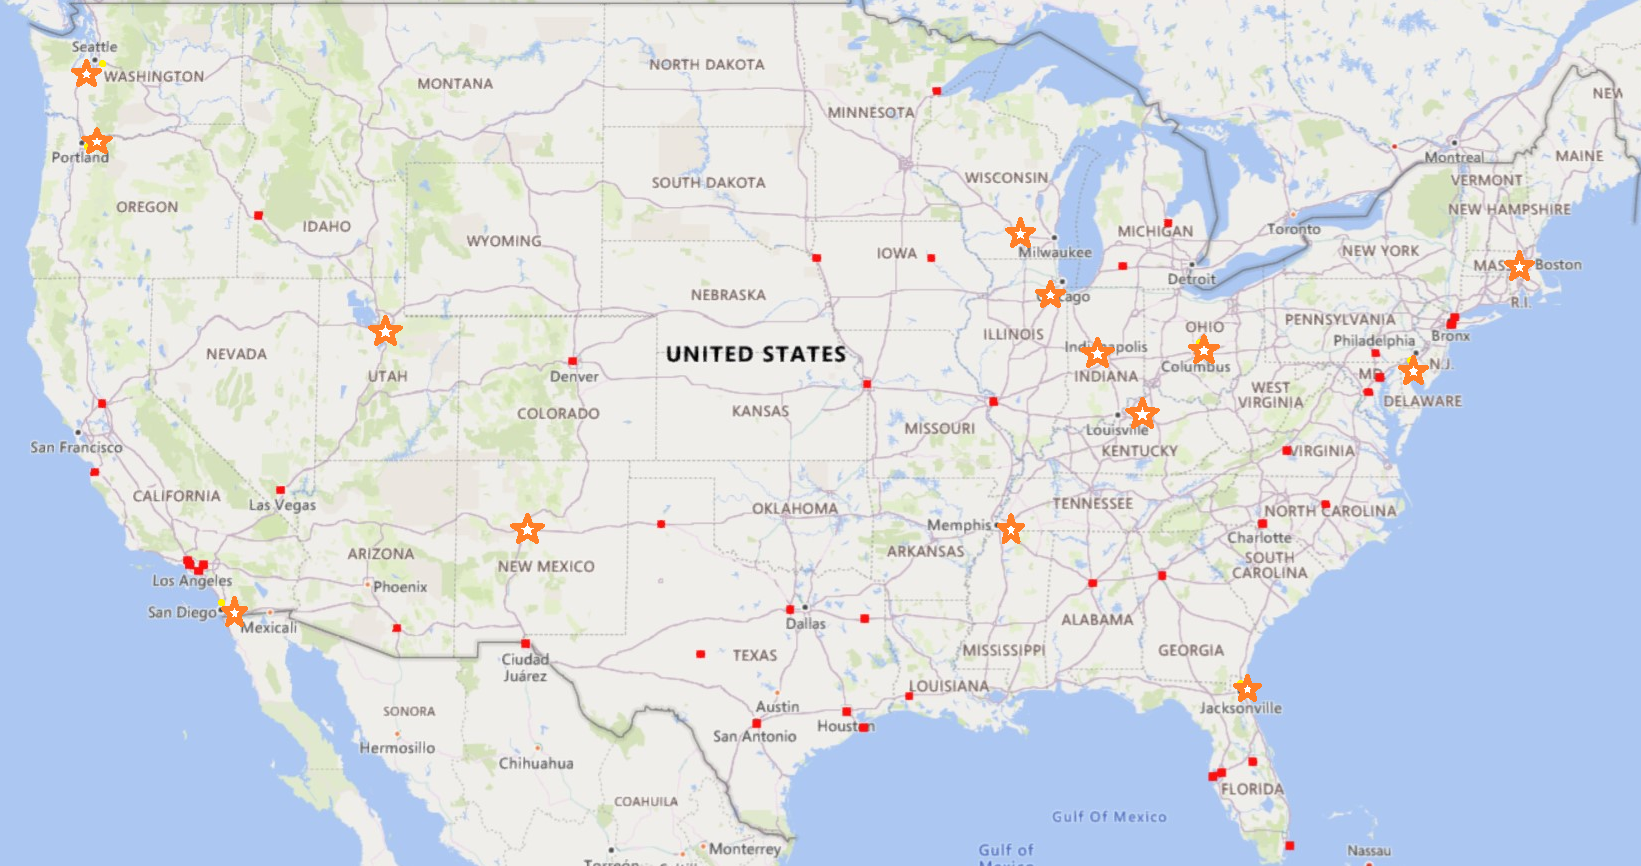 Seattle
WASHINGTON
MONTANA
NORTH DAKOTA
MINNESOTA
NEW
Montreal
MAINE
Portland
VERMONT
SOUTH DAKOTA
WISCONSIN
OREGON
IDAHO
NEW HAMPSHIRE
WYOMING
MICHIGAN
Toronto
IOWA
Milwaukee
NEW YORK
MASS
Boston
Detroit
NEBRASKA
R.I.
ILLINOIS
OHIO
PENNSYLVANIA
Bronx
NEVADA
UNITED STATES
Philadelphia
UTAH
Denver
INDIANA
Columbus
MD
N.J.
COLORADO
KANSAS
WEST
VIRGINIA
DELAWARE
MISSOURI
Louisville
San Francisco
KENTUCKY
VIRGINIA
CALIFORNIA
Las Vegas
OKLAHOMA
TENNESSEE
NORTH CAROLINA
Memphis
Charlotte
ARIZONA
NEW MEXICO
ARKANSAS
SOUTH
CAROLINA
Los Angeles
Phoenix
San Diego
Mexicali
Dallas
ALABAMA
Ciudad
Juárez
TEXAS
MISSISSIPPI
GEORGIA
LOUISIANA
SONORA
Austin
Jacksonville
Hermosillo
San Antonio
Houston
Chihuahua
FLORIDA
COAHUILA
Gulf Of Mexico
Monterrey
Gulf of
Mexico
Nassau
Torreón